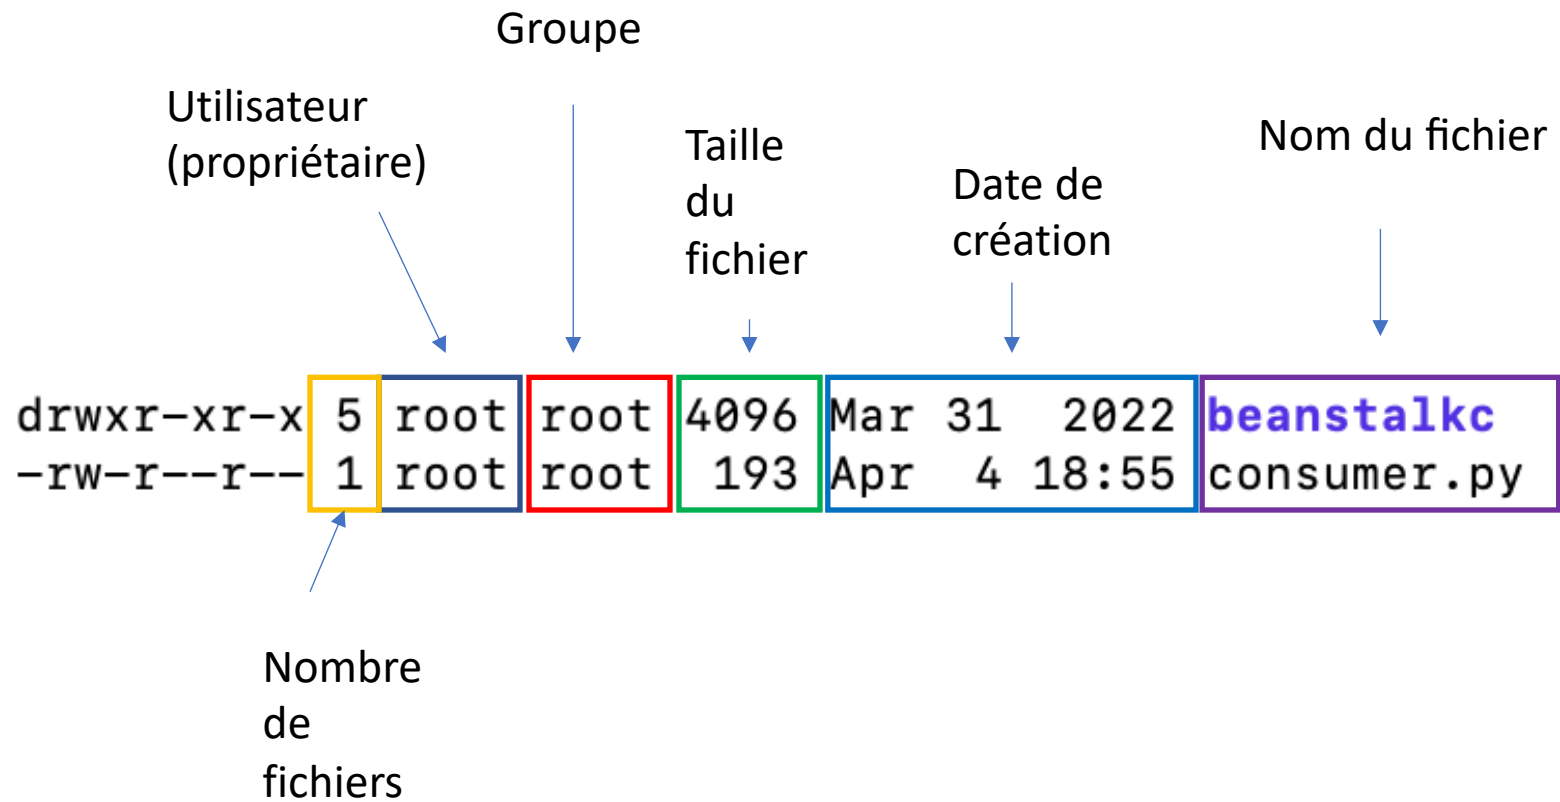 Groupe
Utilisateur
(propriétaire)
Taille
du
fichier
Date de
création
Nom du fichier
drwxr-xr-x 5 root root 4096 Mar 31  2022 beanstalkc
-rw-r--r-- 1 root root  193 Apr  4 18:55 consumer.py
Nombre
de
fichiers